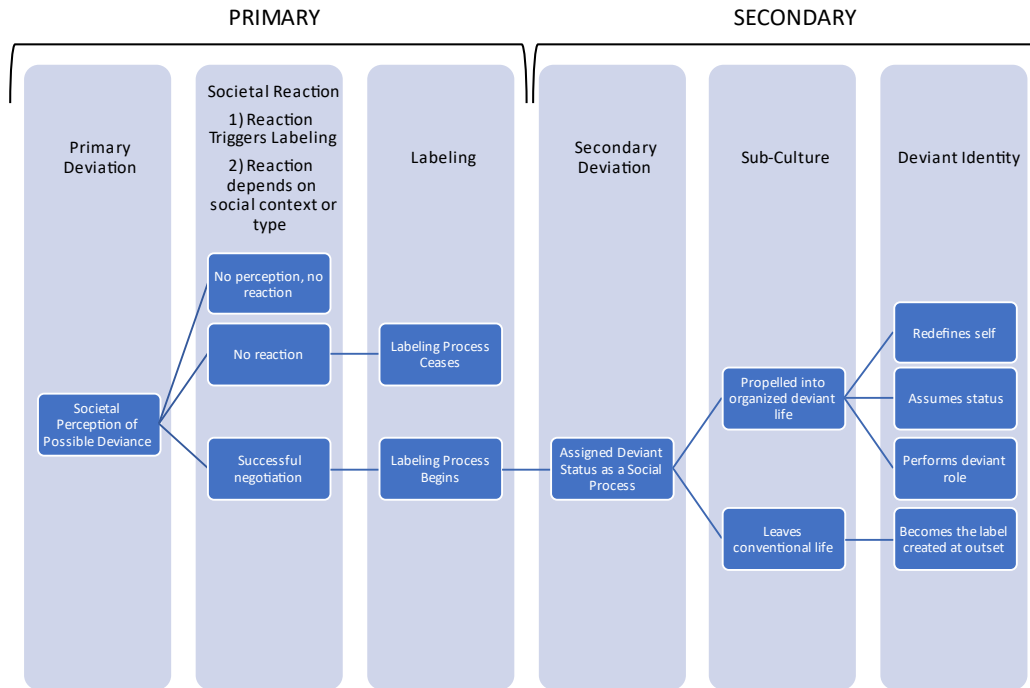 PRIMARY
SECONDARY
Primary
Deviation
Societal Reaction
1) Reaction
Triggers Labeling
2) Reaction
depends on
social context or
type
Labeling
Secondary
Deviation
Sub-Culture
Deviant Identity
Societal
Perception of
Possible Deviance
No perception, no
reaction
No reaction
Successful
negotiation
Labeling Process
Ceases
Labeling Process
Begins
Assigned Deviant
Status as a Social
Process
Propelled into
organized deviant
life
Leaves
conventional life
Redefines self
Assumes status
Performs deviant
role
Becomes the label
created at outset